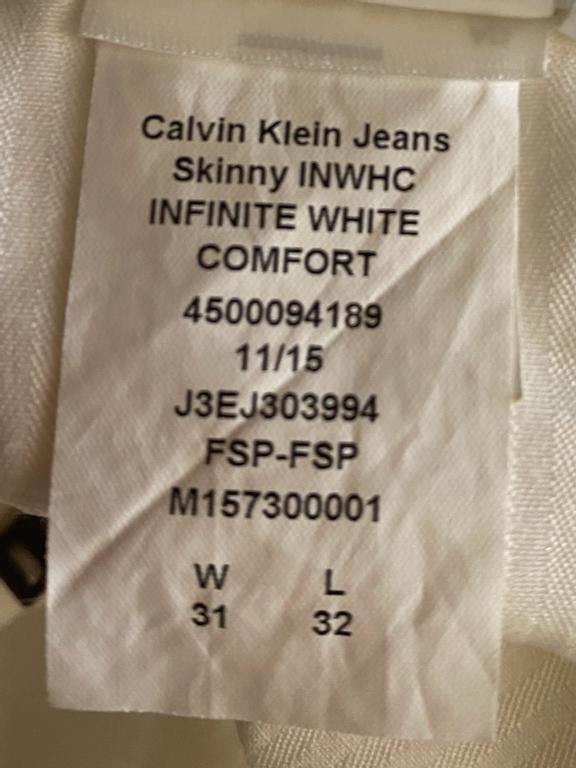 Calvin Klein Jeans
Skinny INWHC
INFINITE WHITE
COMFORT
4500094189
11/15
J3EJ303994
FSP-FSP
M157300001
W L
31 32